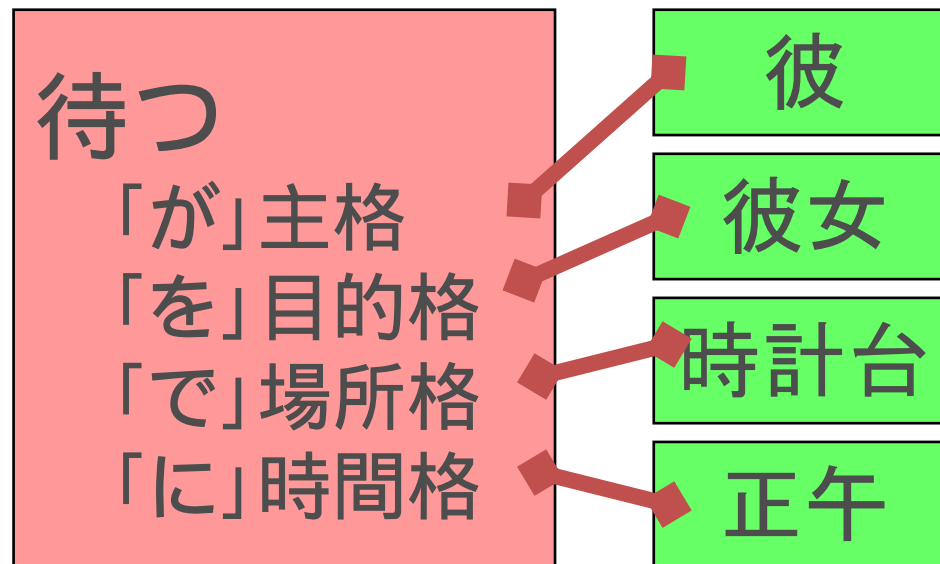 待つ
「が」主格
「を」目的格
「で」場所格
「に」時間格
彼
彼女
時計台
正午